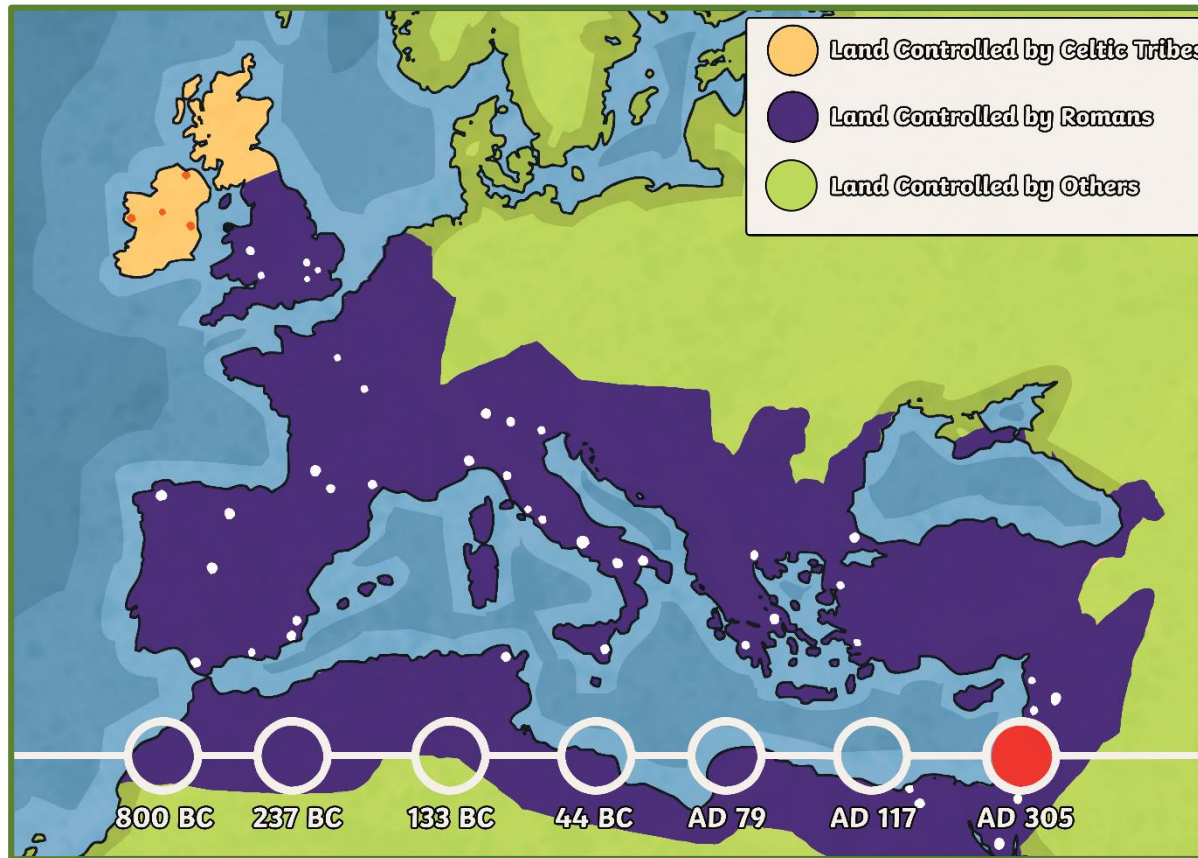 Land Controlled by Celtic Tribes
Land Controlled by Romans
Land Controlled by Others
800 BC 237 BC 133 BC 44 BC AD 79 AD 117 AD 305